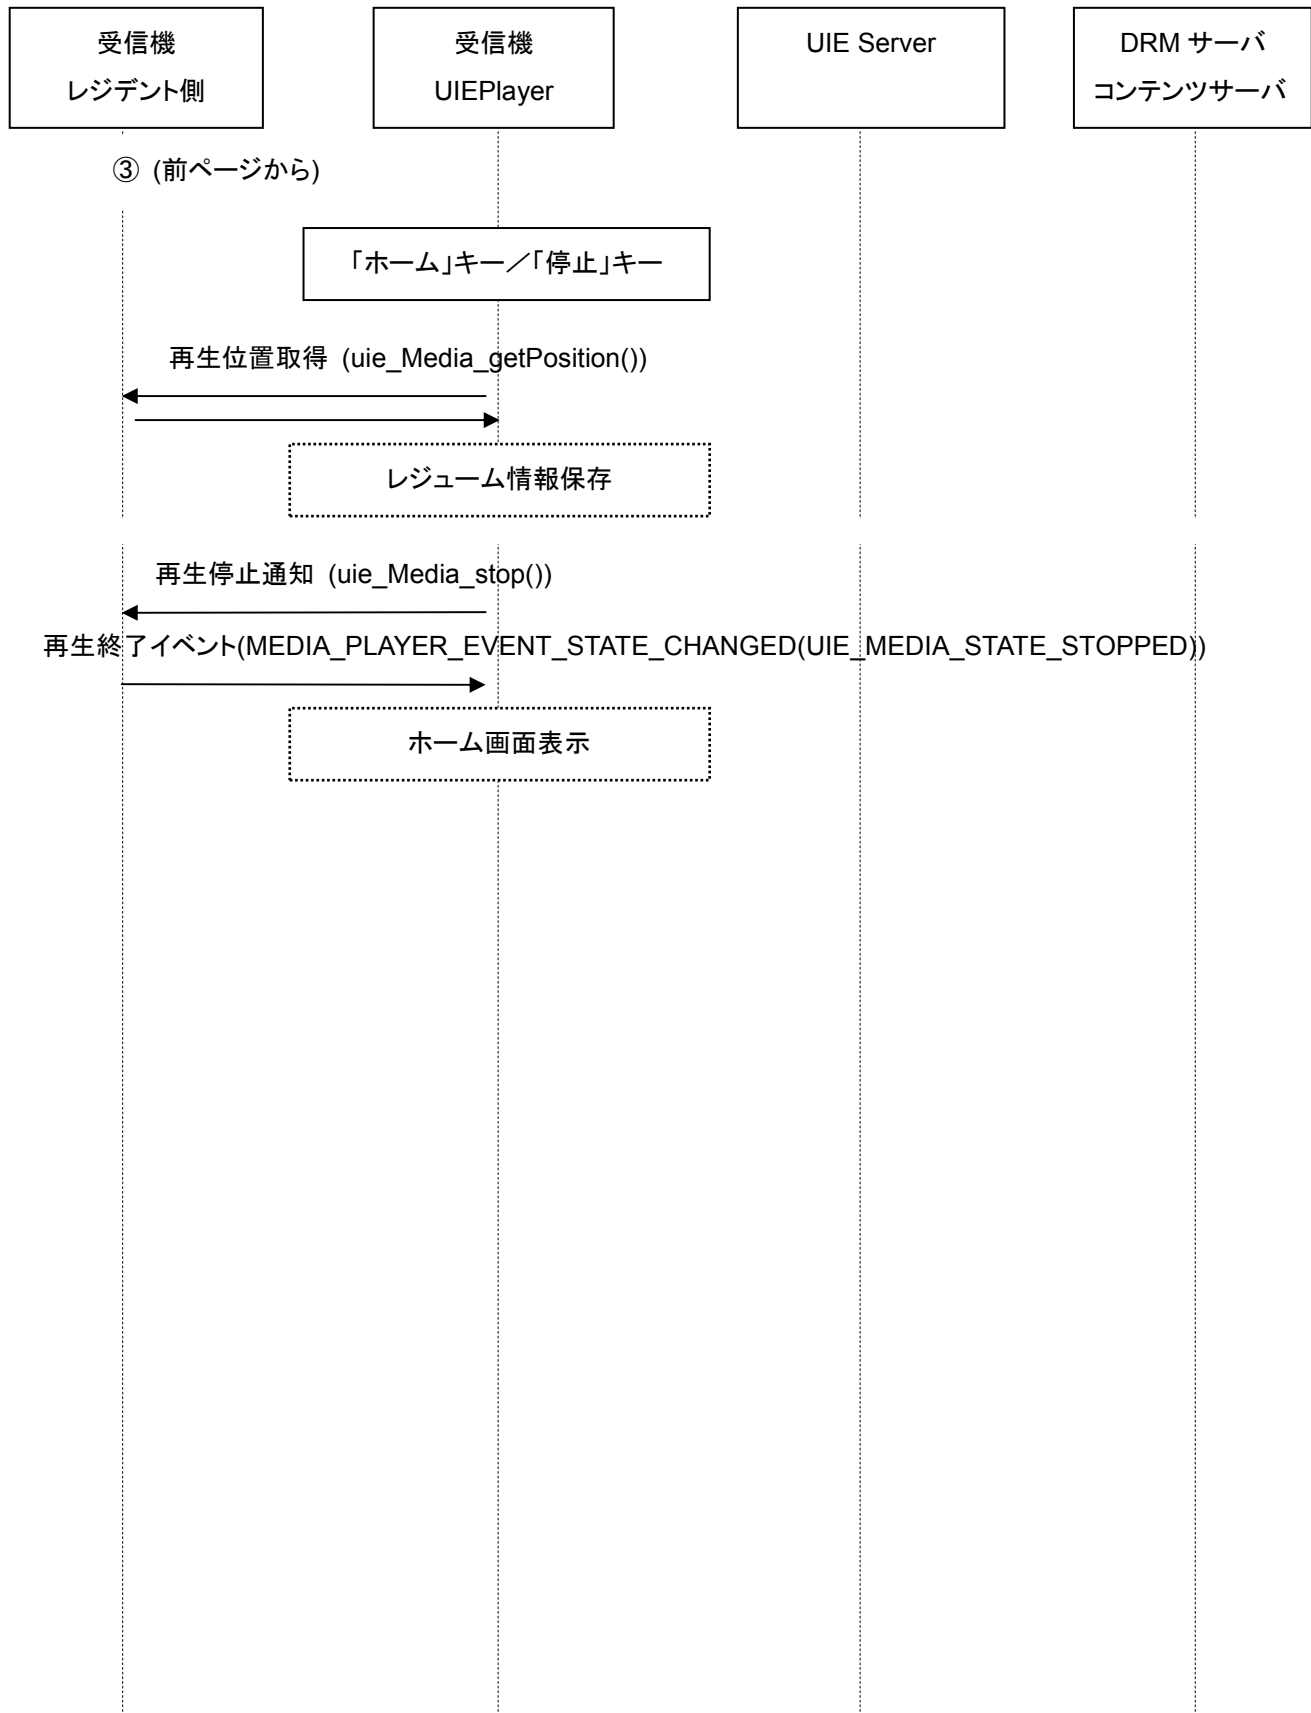 受信機
レジデント側
受信機
UIEPlayer
UIE Server
DRM サーバ
コンテンツサーバ
③ (前ページから)
「ホーム」キー／「停止」キー
再生位置取得 (uie_Media_getPosition())
レジューム情報保存
再生停止通知 (uie_Media_stop())
再生終了イベント(MEDIA_PLAYER_EVENT_STATE_CHANGED(UIE_MEDIA_STATE_STOPPED))
ホーム画面表示